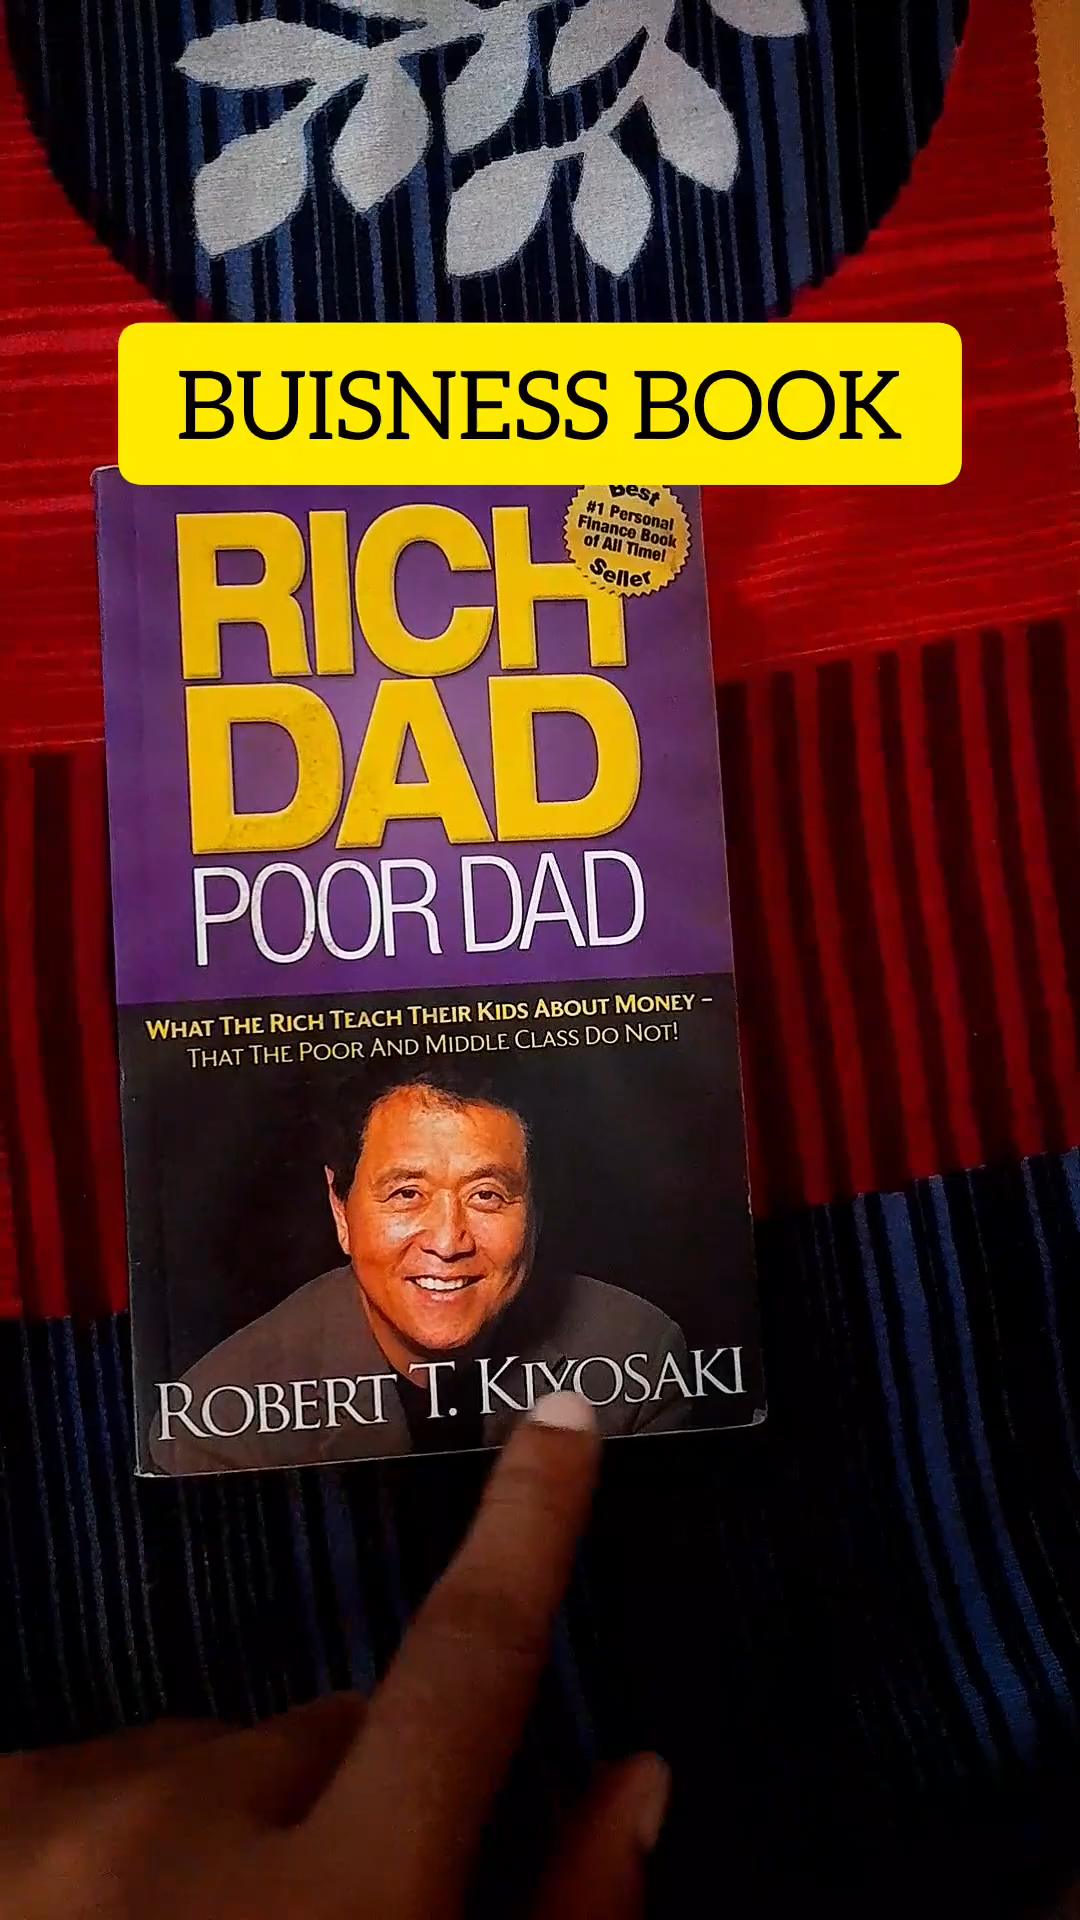 BUISNESS BOOK
Best
#1 Personal
Finance Book
of All Time!
Seller
RICH
DAD
POOR DAD
WHAT THE RICH TEACH THEIR KIDS ABOUT MONEY –
THAT THE POOR AND MIDDLE CLASS DO NOT!
ROBERT T. KIYOSAKI